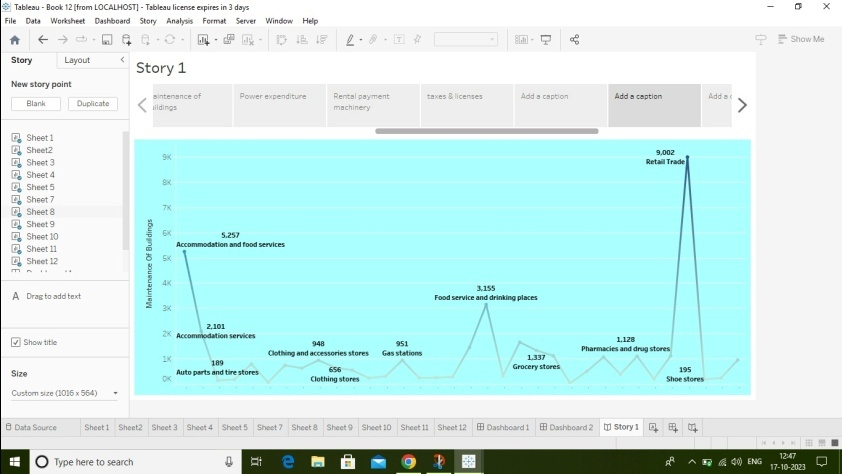 Tableau - Book 12 [from LOCALHOST] - Tableau license expires in 3 days
File Data Worksheet Dashboard Story Analysis Format Server Window Help
Show Me
Story Layout
New story point
Blank Duplicate
Sheet 1
Sheet2
Sheet 3
Sheet 4
Sheet 5
Sheet 7
Sheet 8
Sheet 9
Sheet 10
Sheet 11
Sheet 12
A Drag to add text
Show title
Size
Custom size (1016 x 564)
Story 1
aintenance of
uildings
Power expenditure
Rental payment
machinery
taxes & licenses
Add a caption
Add a caption
Add a c
Maintenance Of Buildings
9K
8K
7K
6K
5K
4K
3K
2K
1K
0K
9,002
Retail Trade
5,257
Accommodation and food services
3,155
Food service and drinking places
2,101
Accommodation services
948
Clothing and accessories stores
951
Gas stations
1,128
Pharmacies and drug stores
189
Auto parts and tire stores
656
Clothing stores
1,337
Grocery stores
195
Shoe stores
Data Source Sheet 1 Sheet2 Sheet 3 Sheet 4 Sheet 5 Sheet 7 Sheet 8 Sheet 9 Sheet 10 Sheet 11 Sheet 12 Dashboard 1 Dashboard 2 Story 1
Type here to search
ENG
12:47
17-10-2023